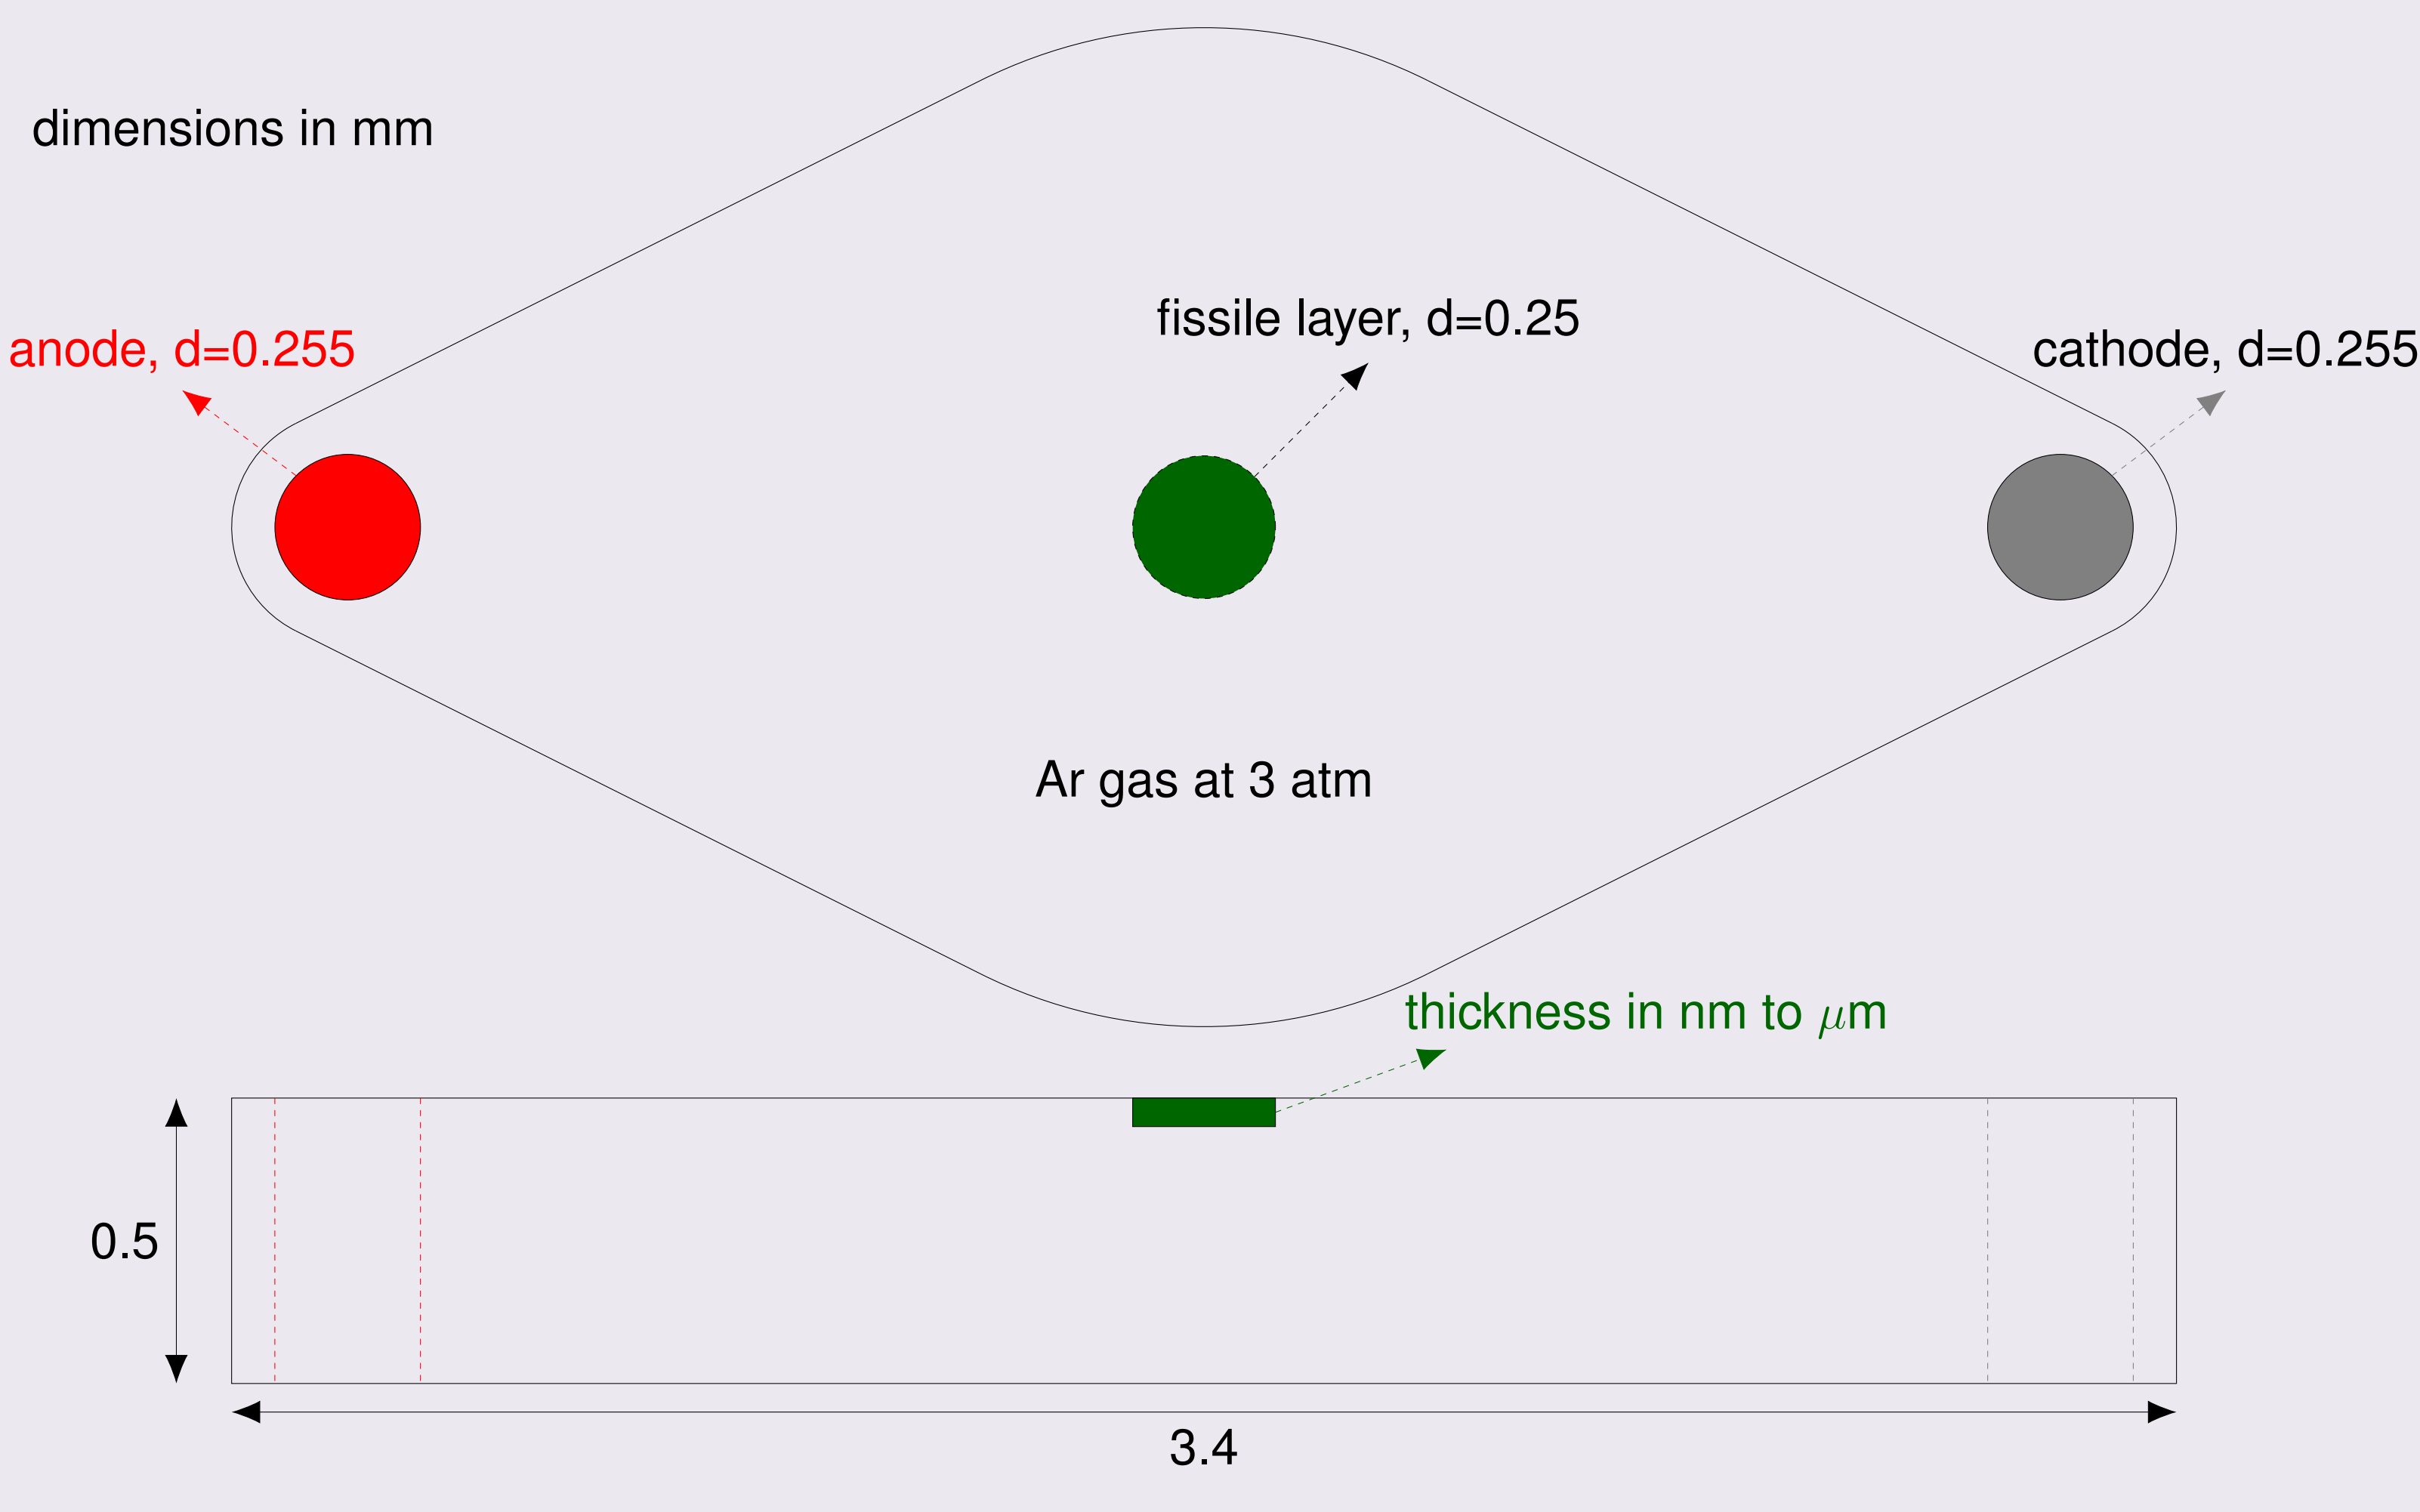 dimensions in mm
fissile layer, d=0.25
anode, d=0.255
cathode, d=0.255
Ar gas at 3 atm
thickness in nm to μm
0.5
3.4